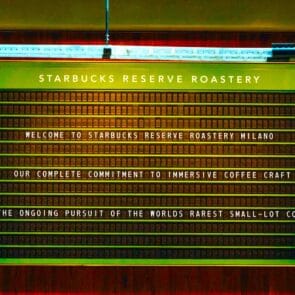 STARBUCKS RESERVE ROASTERY
WELCOME TO STARBUCKS RESERVE ROASTERY MILANO
OUR COMPLETE COMMITMENT TO IMMERSIVE COFFEE CRAFT
THE ONGOING PURSUIT OF THE WORLDS RAREST SMALL-LOT CO